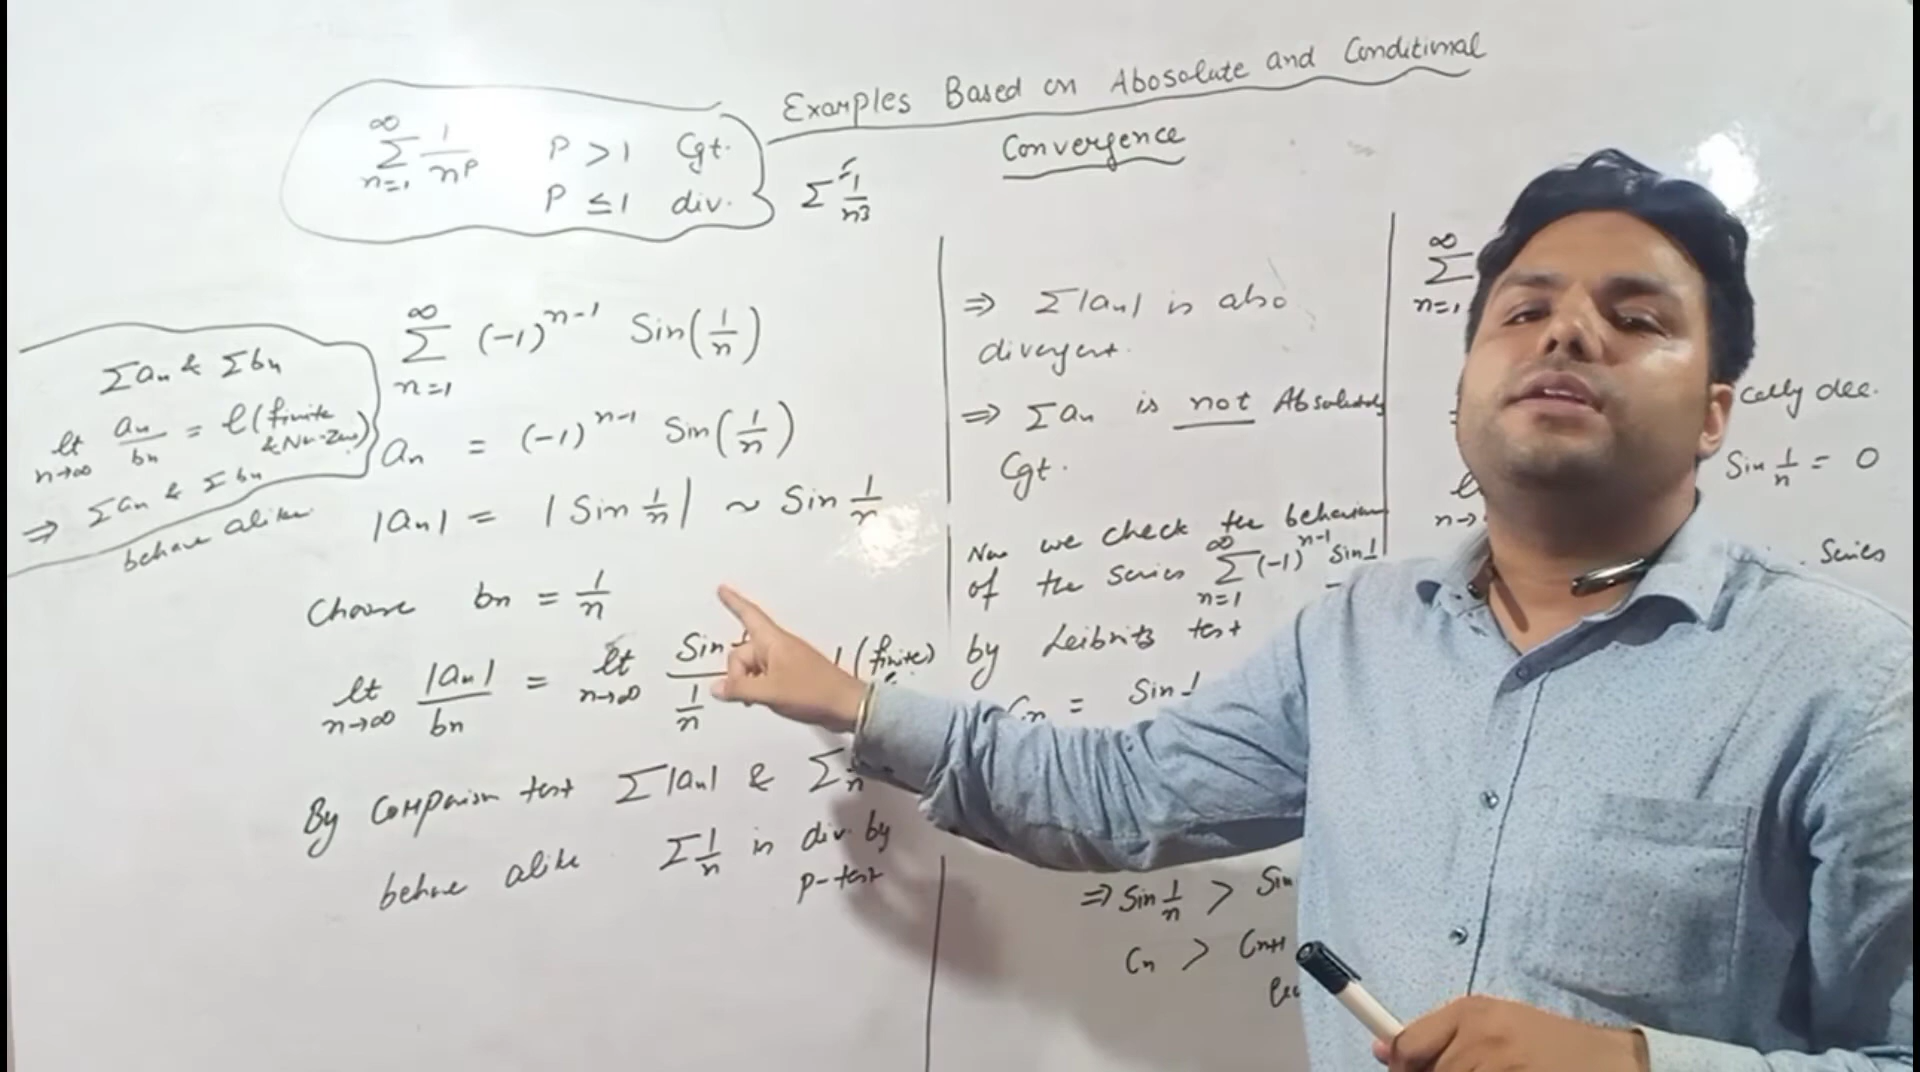 Examples Based on Abosolute and Conditional
Convergence
∞
Σ 1/n^p P > 1 Cgt.
n=1 P ≤ 1 div.
Σ 1/n3
Σan & Σbn
lt an/bn = l (finite
n→∞ & Non-Zero)
⇒ Σan & Σbn
behave alike
∞
Σ (-1)^n-1 Sin(1/n)
n=1
an = (-1)^n-1 Sin(1/n)
|an| = |Sin 1/n| ~ Sin 1/n
Choose bn = 1/n
lt |an|/bn = lt Sin / 1/n (finite)
n→∞ n→∞
By Comparison test Σ|an| & Σ 1/n
behave alike Σ 1/n is div. by
P-test
⇒ Σ|an| is also
divergent.
⇒ Σan is not Absolutely
Cgt.
Now we check the behaviour
of the series ∞ Σ n=1 (-1)^n-1 Sin 1
by Leibnitz test
Cn = Sin 1
⇒ Sin 1/n > Sin
Cn > Cn+1
∞
Σ
n=1
cally dec.
Sin 1/n = 0
n→
Series